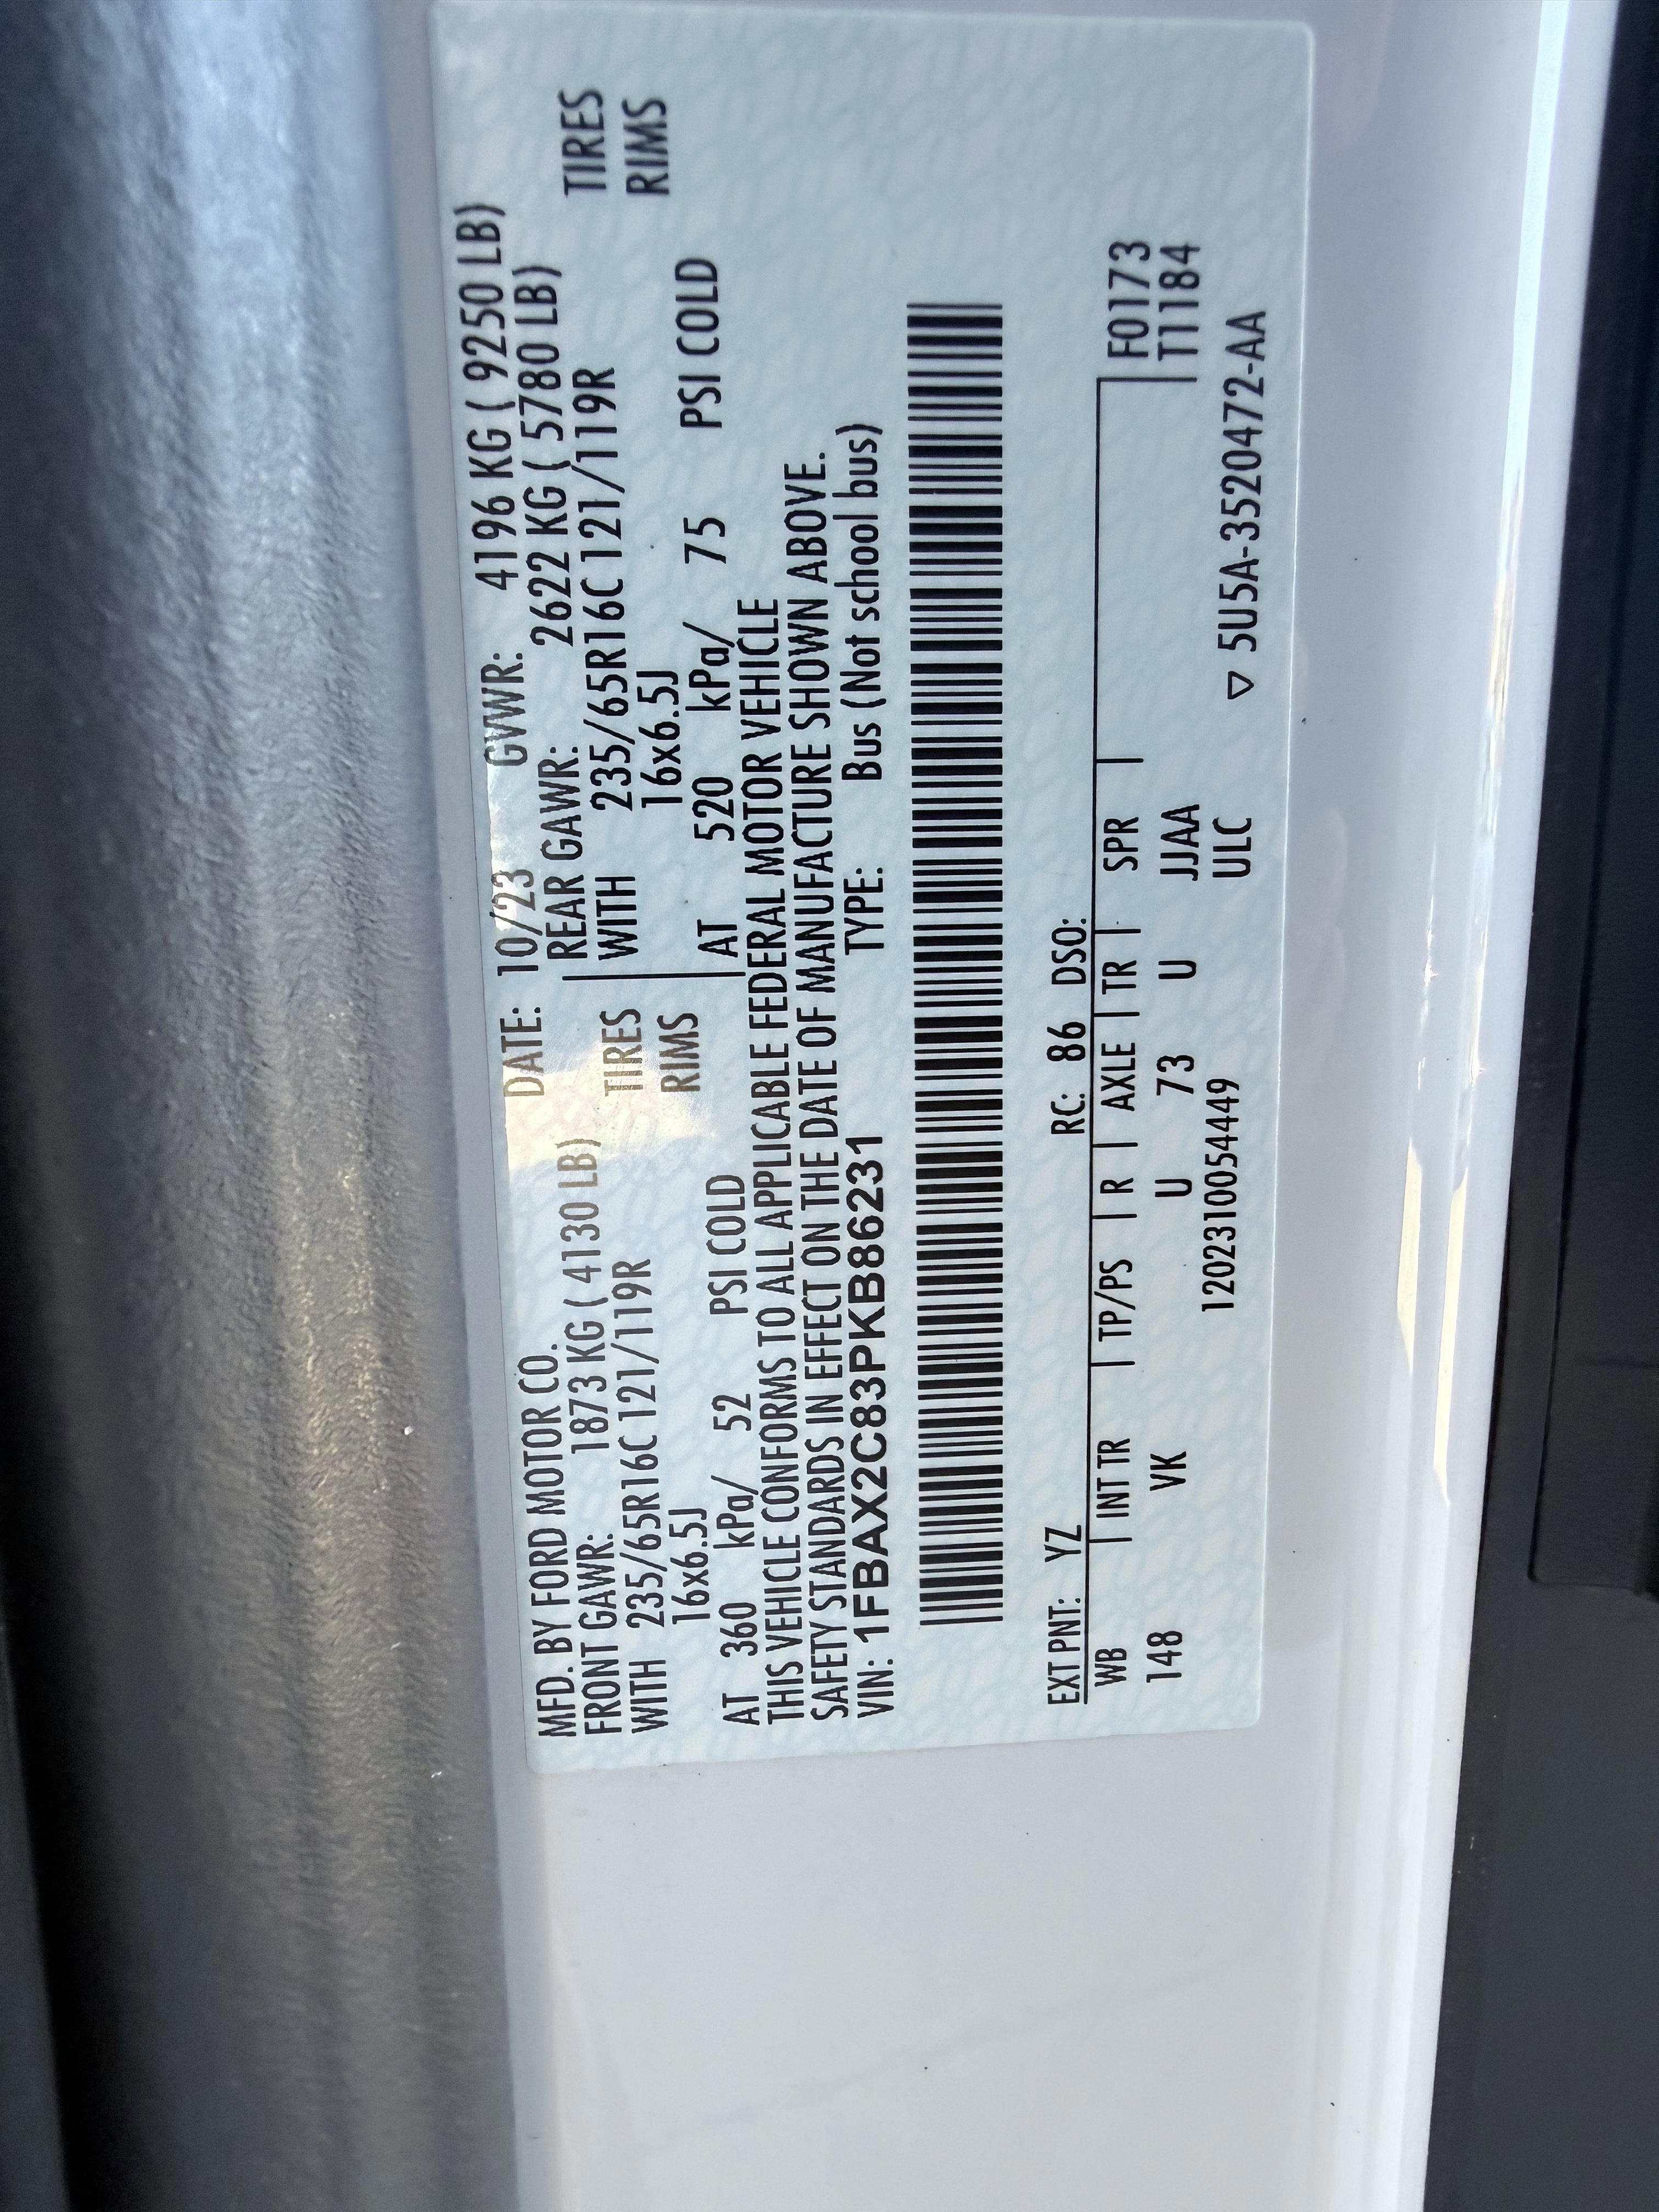 MFD. BY FORD MOTOR CO. DATE: 10/23 GVWR: 4196 KG ( 9250 LB)
FRONT GAWR: 1873 KG ( 4130 LB) REAR GAWR: 2622 KG ( 5780 LB)
WITH 235/65R16C 121/119R TIRES WITH 235/65R16C 121/119R TIRES
16x6.5J RIMS 16x6.5J RIMS
AT 360 kPa/ 52 PSI COLD AT 520 kPa/ 75 PSI COLD
THIS VEHICLE CONFORMS TO ALL APPLICABLE FEDERAL MOTOR VEHICLE
SAFETY STANDARDS IN EFFECT ON THE DATE OF MANUFACTURE SHOWN ABOVE.
VIN: 1FBAX2C83PKB86231 TYPE: Bus (Not school bus)
EXT PNT: YZ RC: 86 DSO:
WB | INT TR | TP/PS | R | AXLE | TR | SPR | F0173
148 VK U 73 U JJAA T1184
12023100544449 ULC
▽ 5U5A-3520472-AA